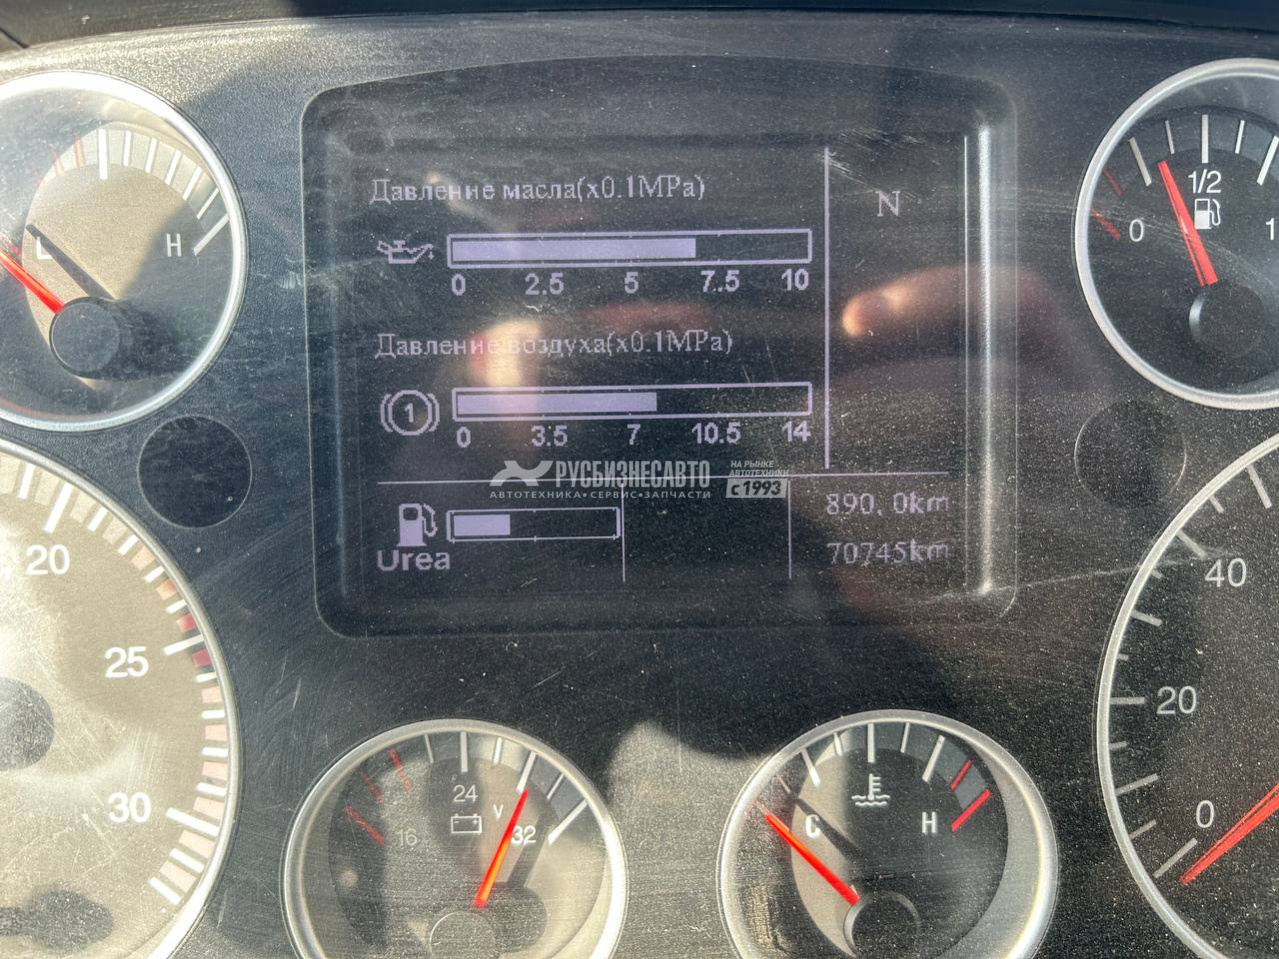 Давление масла(x0.1MPa)
N
0 2.5 5 7.5 10
Давление воздуха(x0.1MPa)
0 3.5 7 10.5 14
РУСБИЗНЕСАВТО
АВТОТЕХНИКА•СЕРВИС•ЗАПЧАСТИ
НА РЫНКЕ
АВТОТЕХНИКИ
с 1993
890.0km
70745km
Urea
L H
0 1/2 1
20
25
30
16 24 32
V
C H
40
20
0